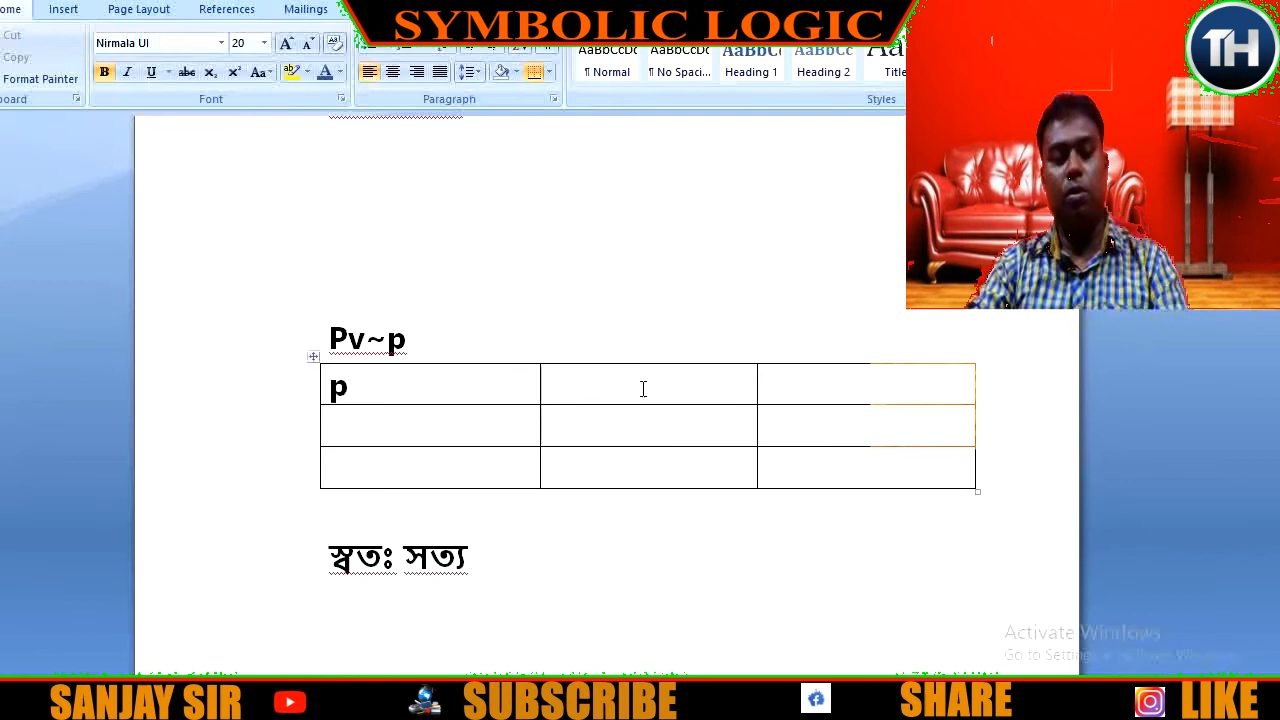 SYMBOLIC LOGIC
ome Insert Page Layout References Mailings
TH
Cut
Copy
Format Painter
Nirmala UI 20
AaBbCcDc AaBbCcDc AaBbCc AaBbCc
¶ Normal ¶ No Spaci... Heading 1 Heading 2 Title
board Font Paragraph Styles
Pv~p
p
স্বতঃ সত্য
Activate Windows
SANJAY SIR SUBSCRIBE SHARE LIKE